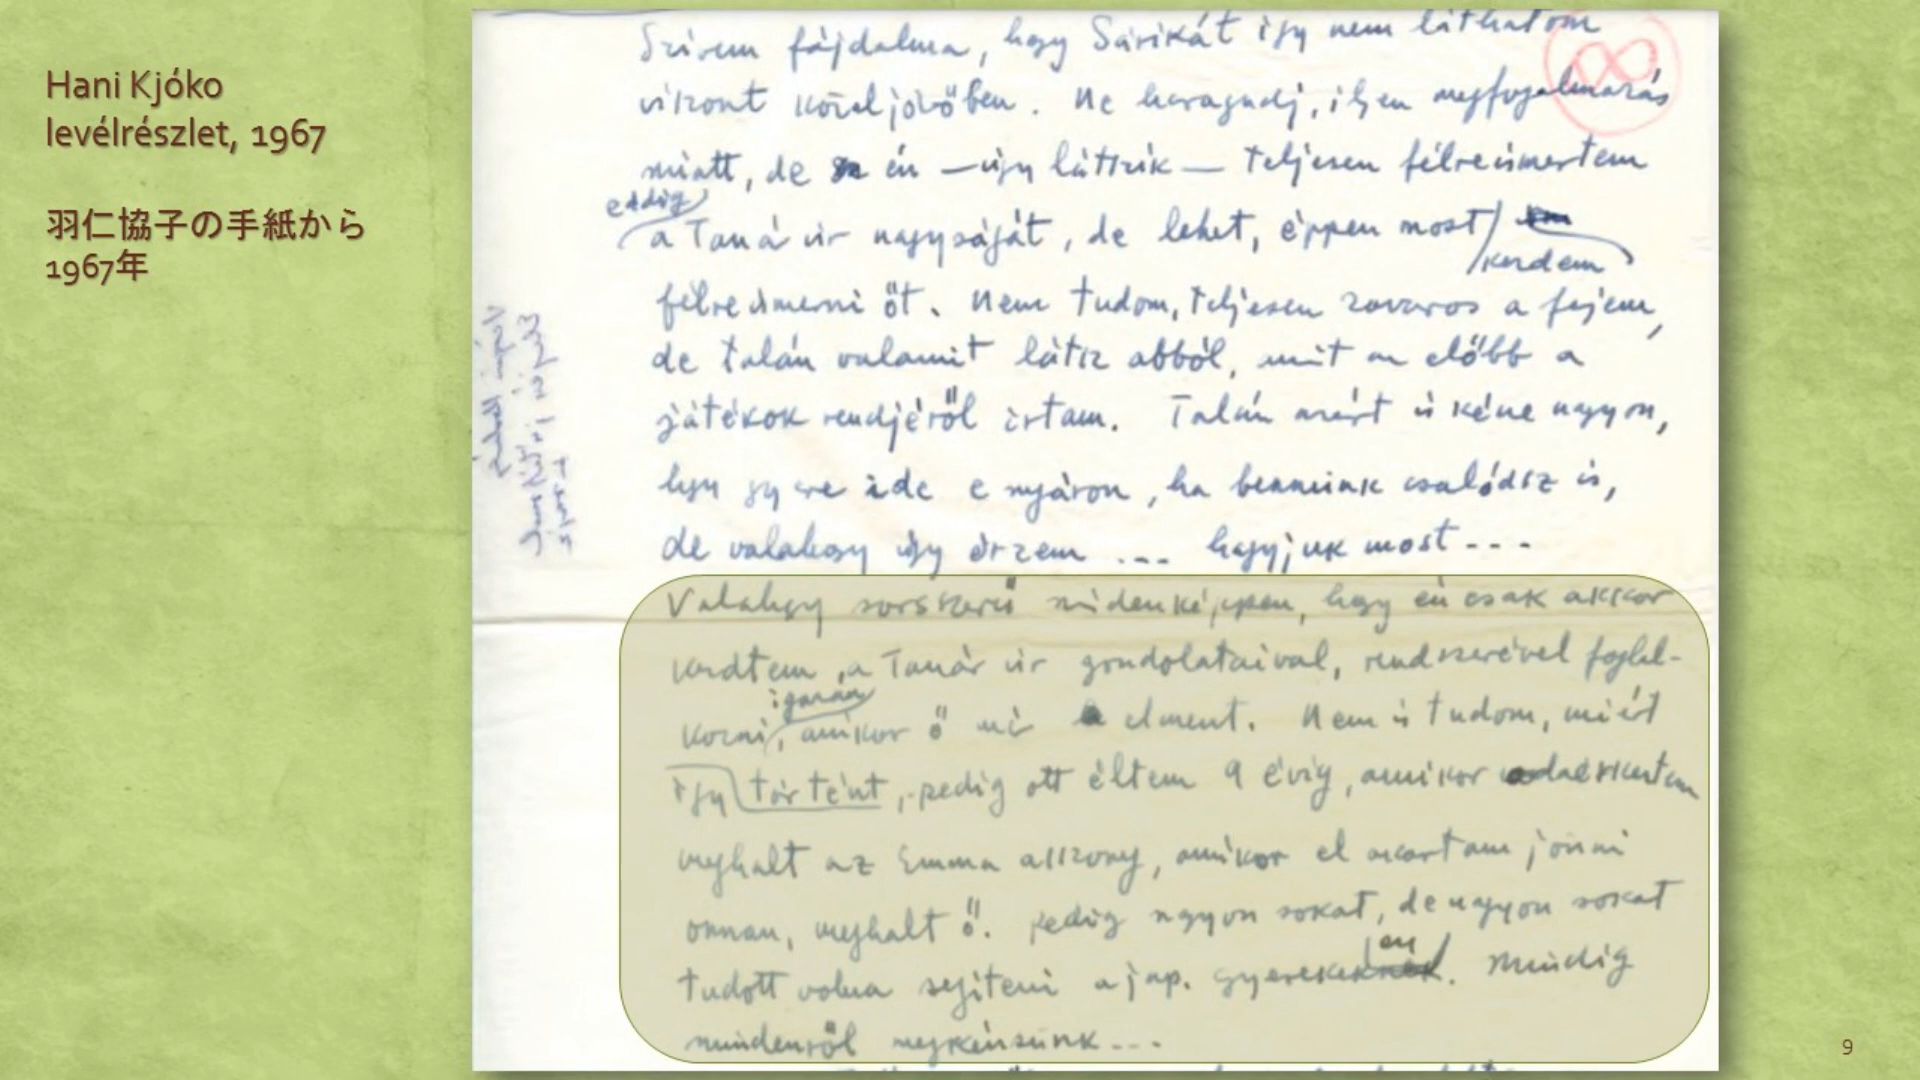 Hani Kjóko
levélrészlet, 1967
羽仁協子の手紙から
1967年
Szívem fájdalma, hogy Sárikát így nem láthatom
viszont közeljövőben. Ne haragudj, ilyen megfogalmazás
miatt, de én – úgy látszik – teljesen félreismertem
eddig
a Tanár úr nagyságát, de lehet, éppen most
kezdem
félreismerni őt. Nem tudom, teljesen zavaros a fejem,
de talán valamit látsz abból, mit az előbb a
játékok rendjéről írtam. Talán azért is kéne nagyon,
hogy gyere ide e nyáron, ha bennünk csalódsz is,
de valahogy úgy érzem ... hagyjuk most ...
Valahogy sorsszerű midenképpen, hogy én csak akkor
kezdtem a Tanár úr gondolataival, rendszerével foglal-
igazán
kozni, amikor ő már elment. Nem is tudom, miért
így történt, pedig ott éltem 9 évig, amikor odaérkeztem
meghalt az Emma asszony, amikor el akartam jönni
onnan, meghalt ő. Pedig nagyon sokat, de nagyon sokat
en
tudott volna segíteni a jap. gyerekeknek. Mindig
mindenről megkésünk ...
9